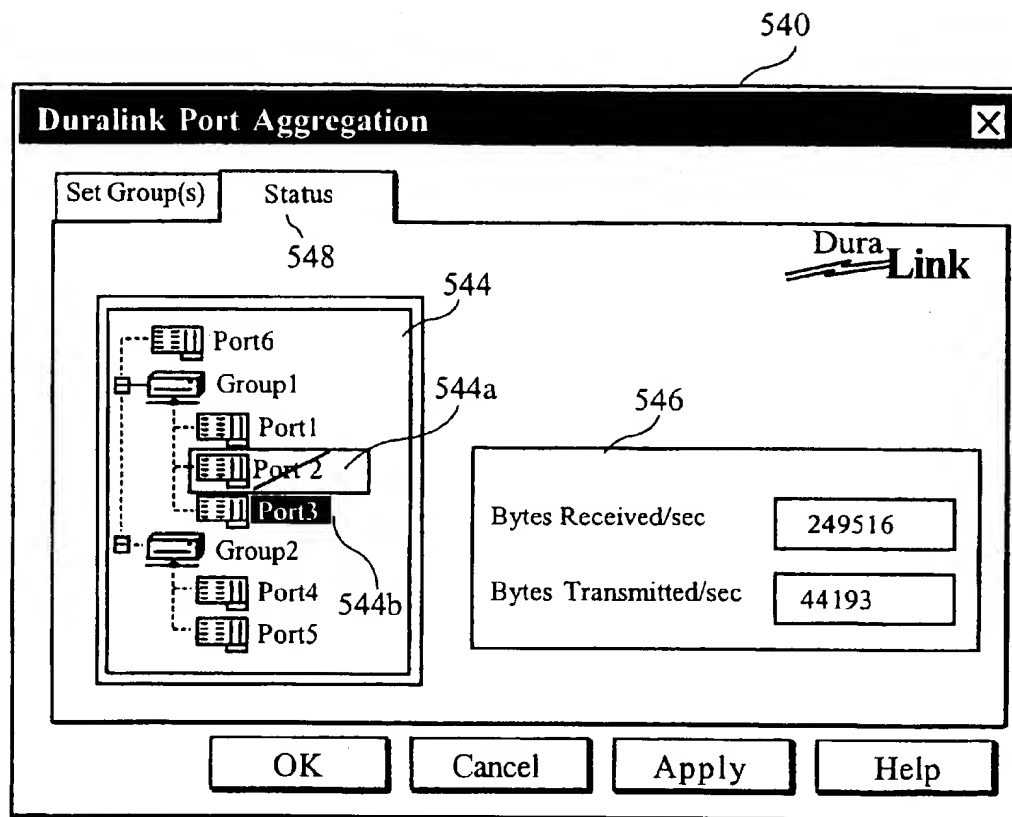 540
Duralink Port Aggregation
Set Group(s)
Status
548
Dura
Link
544
Port6
Group1
544a
Port1
546
Port 2
Port3
Bytes Received/sec
249516
Group2
544b
Port4
Bytes Transmitted/sec
44193
Port5
OK
Cancel
Apply
Help